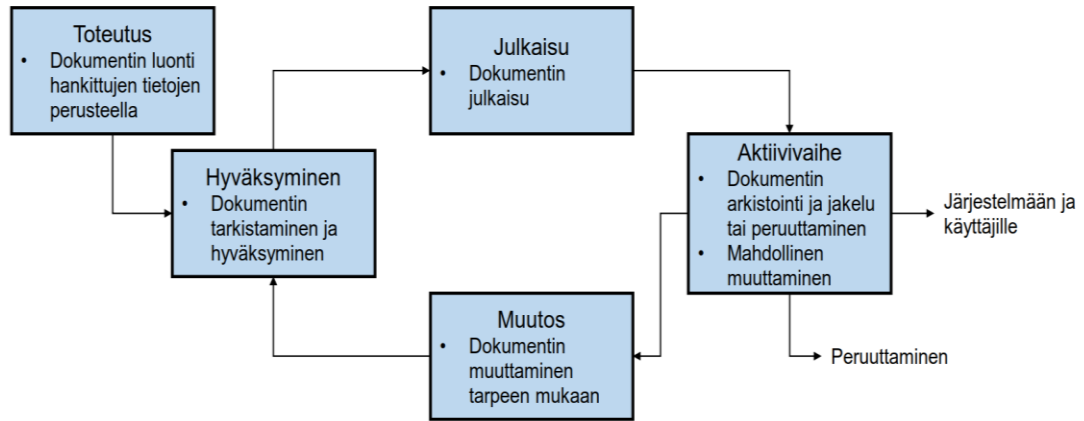 Toteutus
• Dokumentin luonti
hankittujen tietojen
perusteella
Julkaisu
• Dokumentin
julkaisu
Hyväksyminen
• Dokumentin
tarkistaminen ja
hyväksyminen
Aktiivivaihe
• Dokumentin
arkistointi ja jakelu
tai peruuttaminen
• Mahdollinen
muuttaminen
Järjestelmään ja
käyttäjille
Muutos
• Dokumentin
muuttaminen
tarpeen mukaan
Peruuttaminen